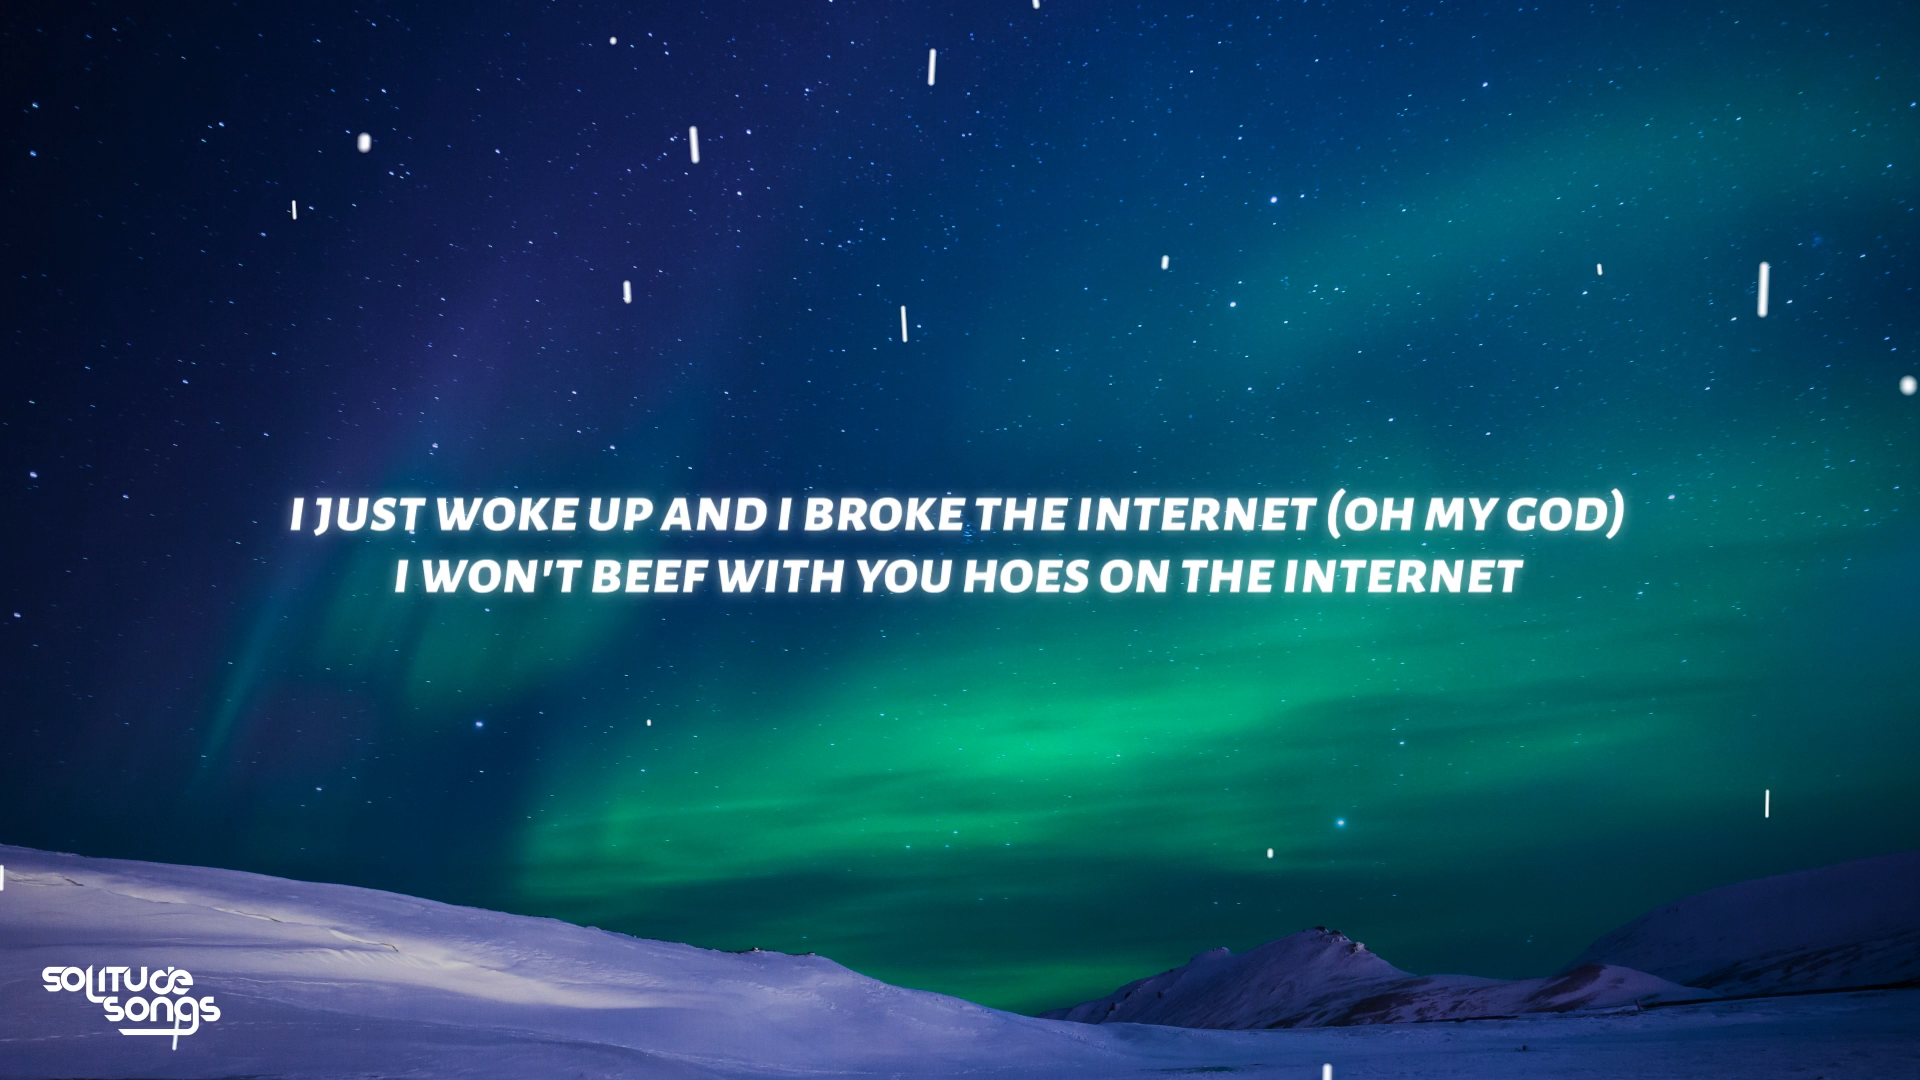 I JUST WOKE UP AND I BROKE THE INTERNET (OH MY GOD)
I WON'T BEEF WITH YOU HOES ON THE INTERNET
SOLITUDE
SONGS